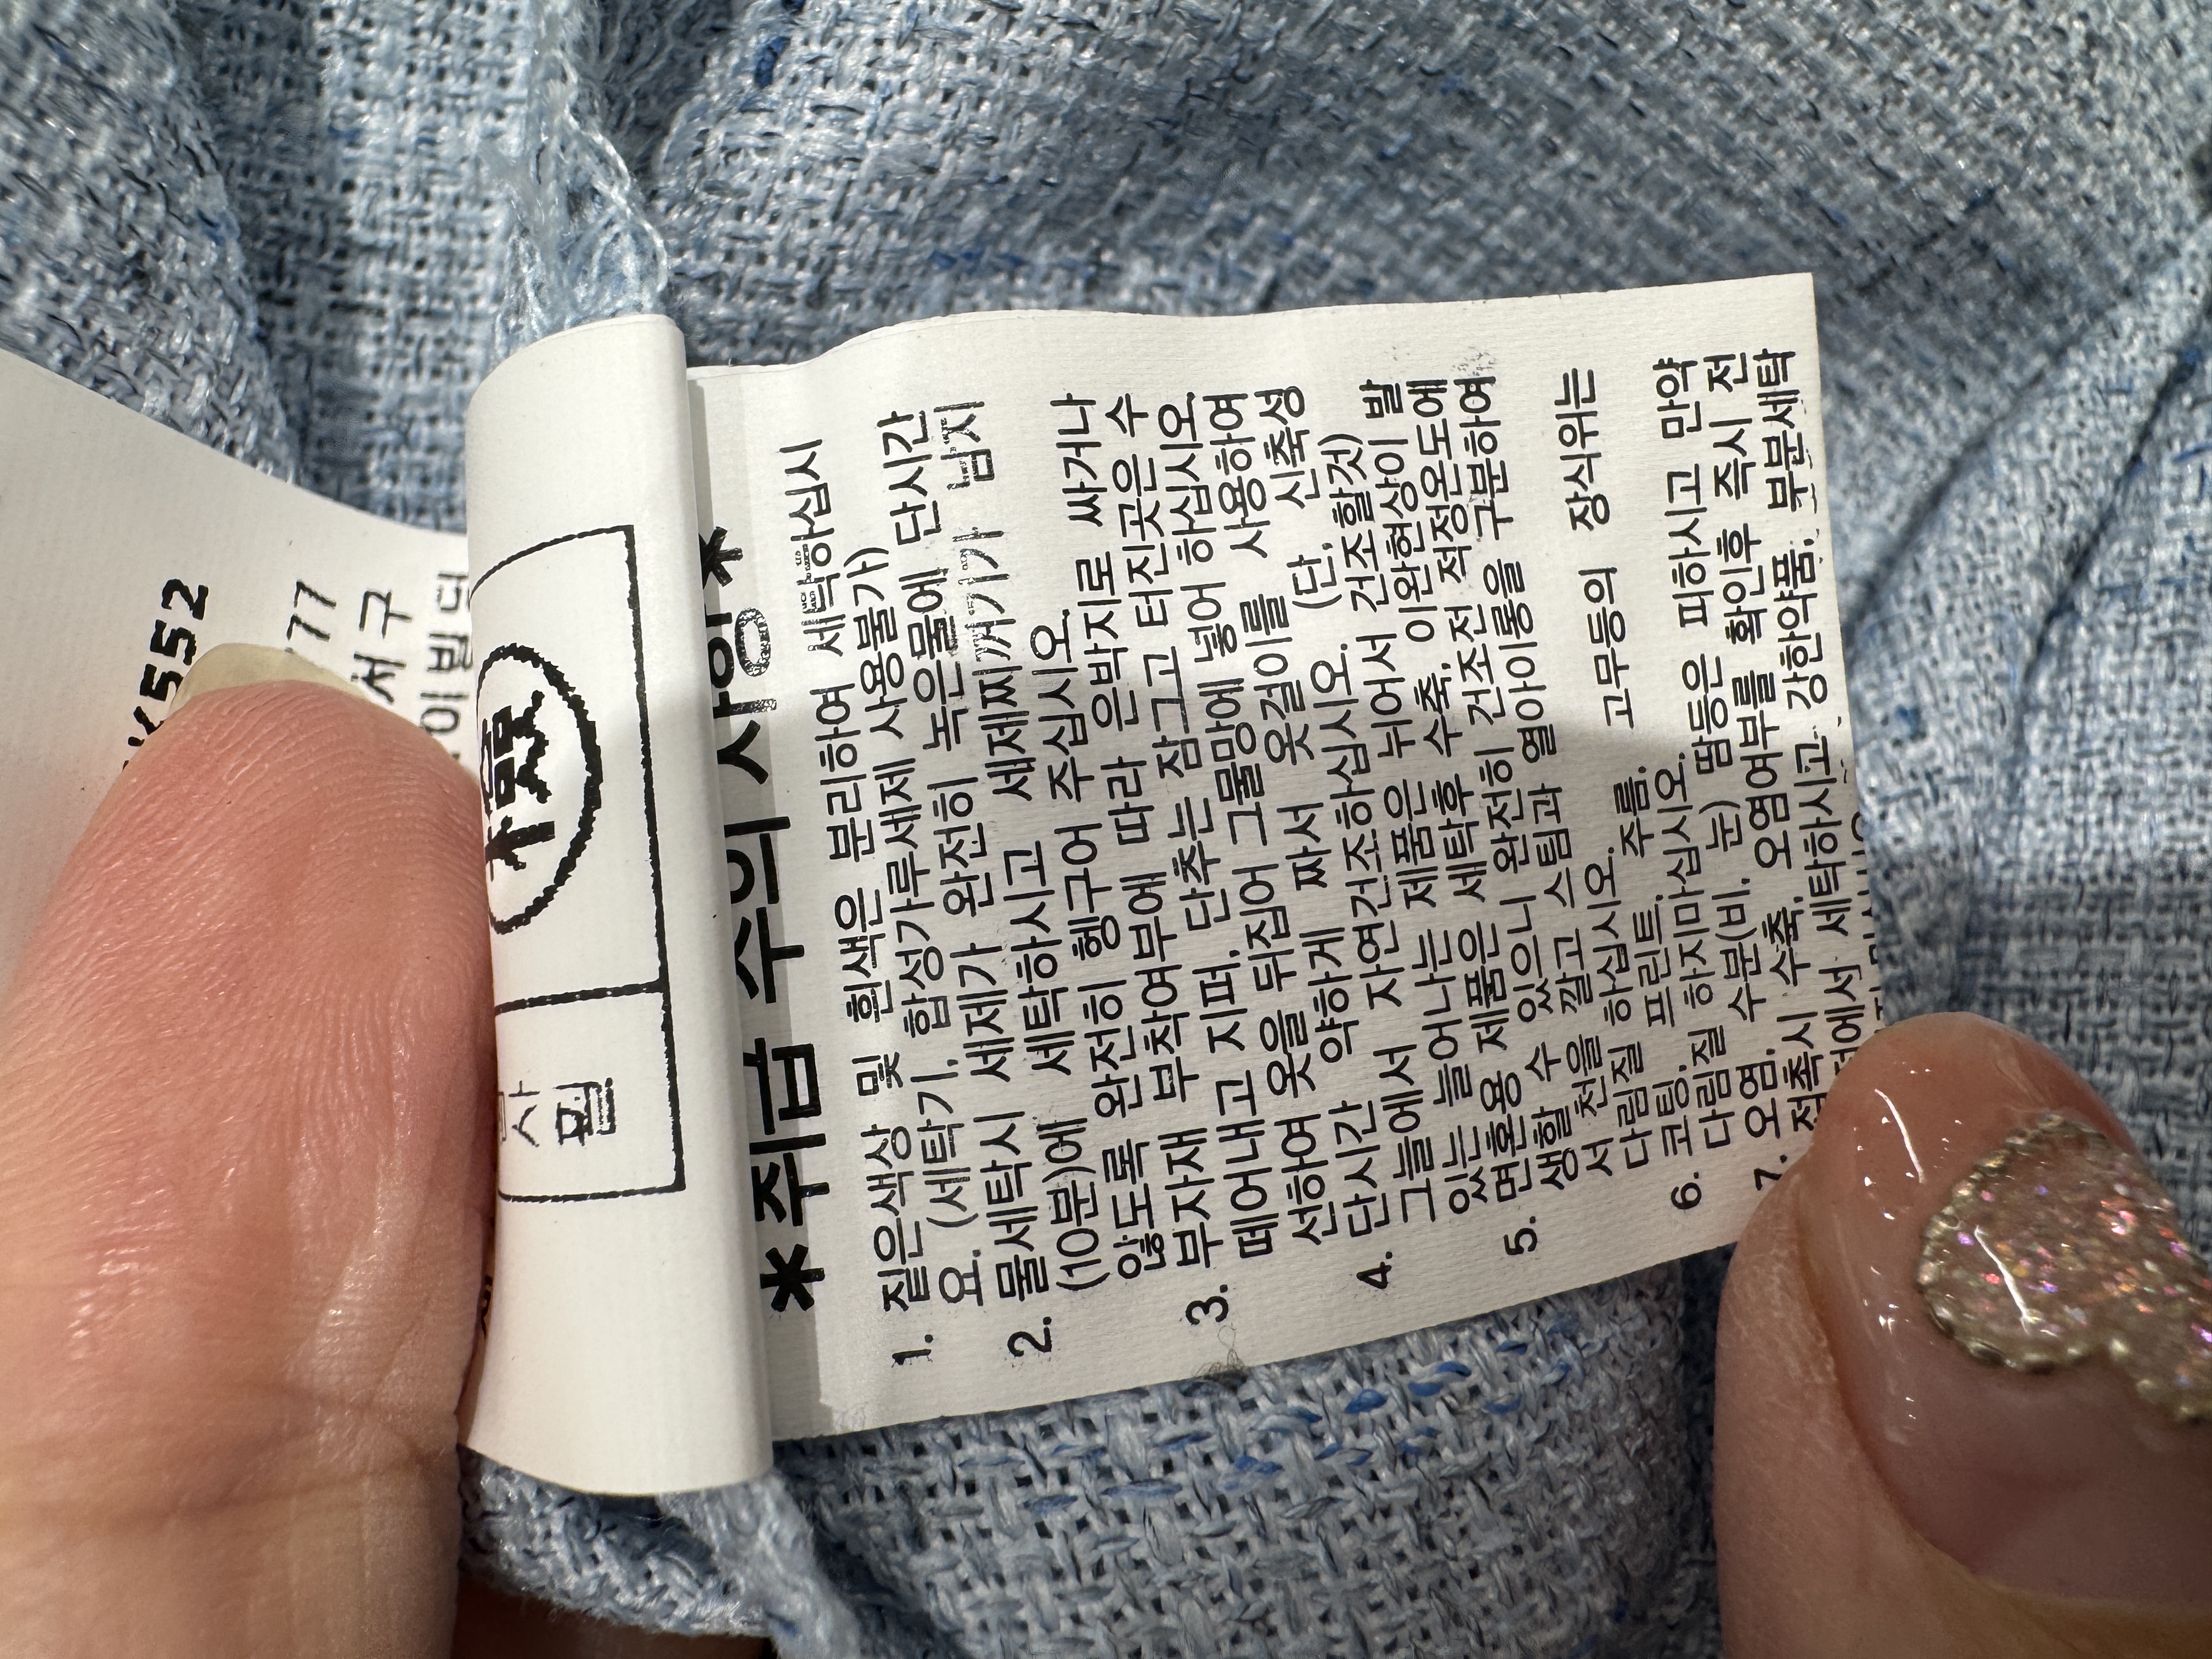 K552
77
세구
이빌딩
필
*취급 주의 사항*
1. 짙은색상 및 흰색은 분리하여 세탁하십시
요. (세탁기, 합성가루세제 사용불가)
2. 물세탁시 세제가 완전히 녹은물에 단시간
(10분)에 세탁하시고 세제찌꺼기가 남지
않도록 완전히 헹구어 주십시오.
3. 부자재 부착여부에 따라 은박지로 싸거나
떼어내고 지퍼, 단추는 잠그고 터진곳은 수
선하여 옷을 뒤집어 그물망에 넣어 하십시오
4. 단시간 약하게 짜서 옷걸이를 사용하여
그늘에서 자연건조하십시오. (단, 신축성
있는 늘어나는 제품은 뉘어서 건조할것)
5. 면혼용 제품은 세탁후 수축, 이완현상이 발
생할 수 있으니 완전히 건조전 적정온도에
서 천을 깔고 스팀과 열아이롱을 구분하여
다림질 하십시오.
6. 코팅, 프린트, 주름, 고무등의 장식위는
다림질 하지마십시오.
7. 오염, 수분(비, 눈) 땀등은 피하시고 만약
접촉시 수축, 오염여부를 확인후 즉시 전
점에서 세탁하시고 강한약품, 부분세탁